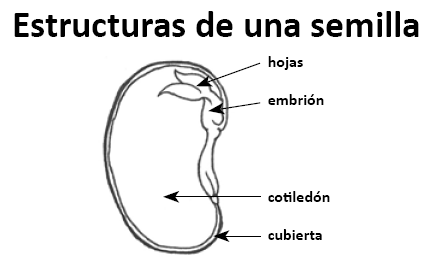 Estructuras de una semilla
hojas
embrión
cotiledón
cubierta